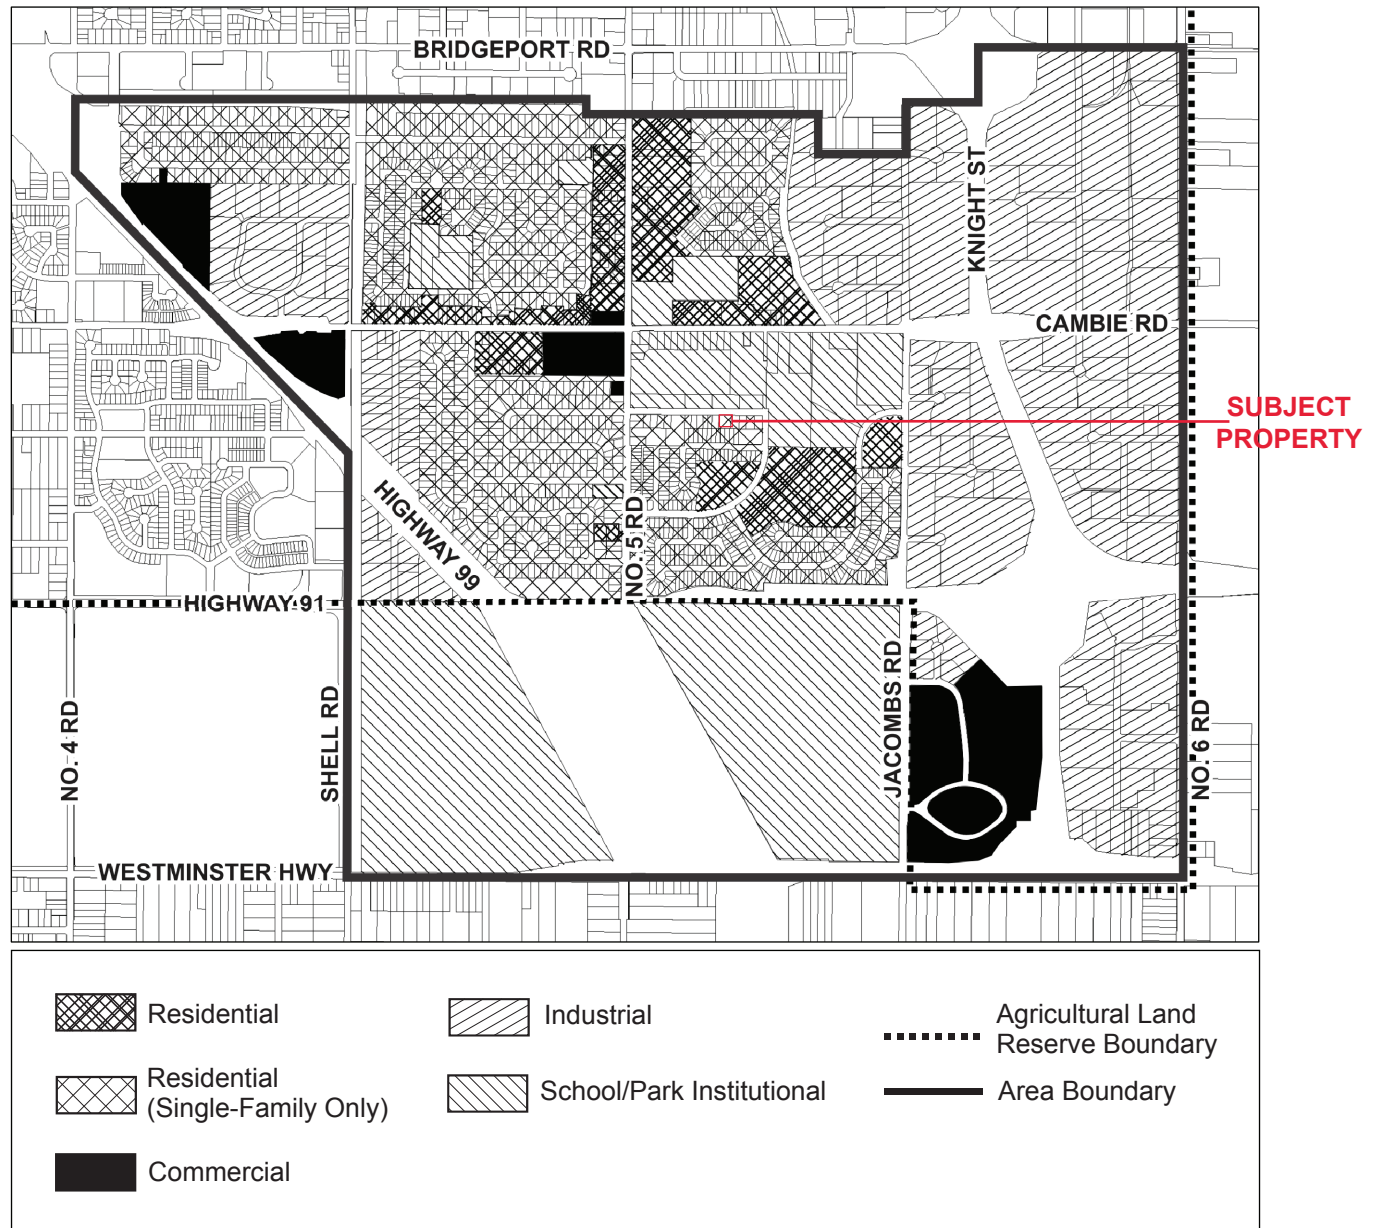 BRIDGEPORT RD
KNIGHT ST
CAMBIE RD
SUBJECT
PROPERTY
HIGHWAY 99
NO. 5 RD
HIGHWAY 91
NO. 4 RD
SHELL RD
JACOMBS RD
NO. 6 RD
WESTMINSTER HWY
Residential
Residential
(Single-Family Only)
Commercial
Industrial
School/Park Institutional
Agricultural Land
Reserve Boundary
Area Boundary